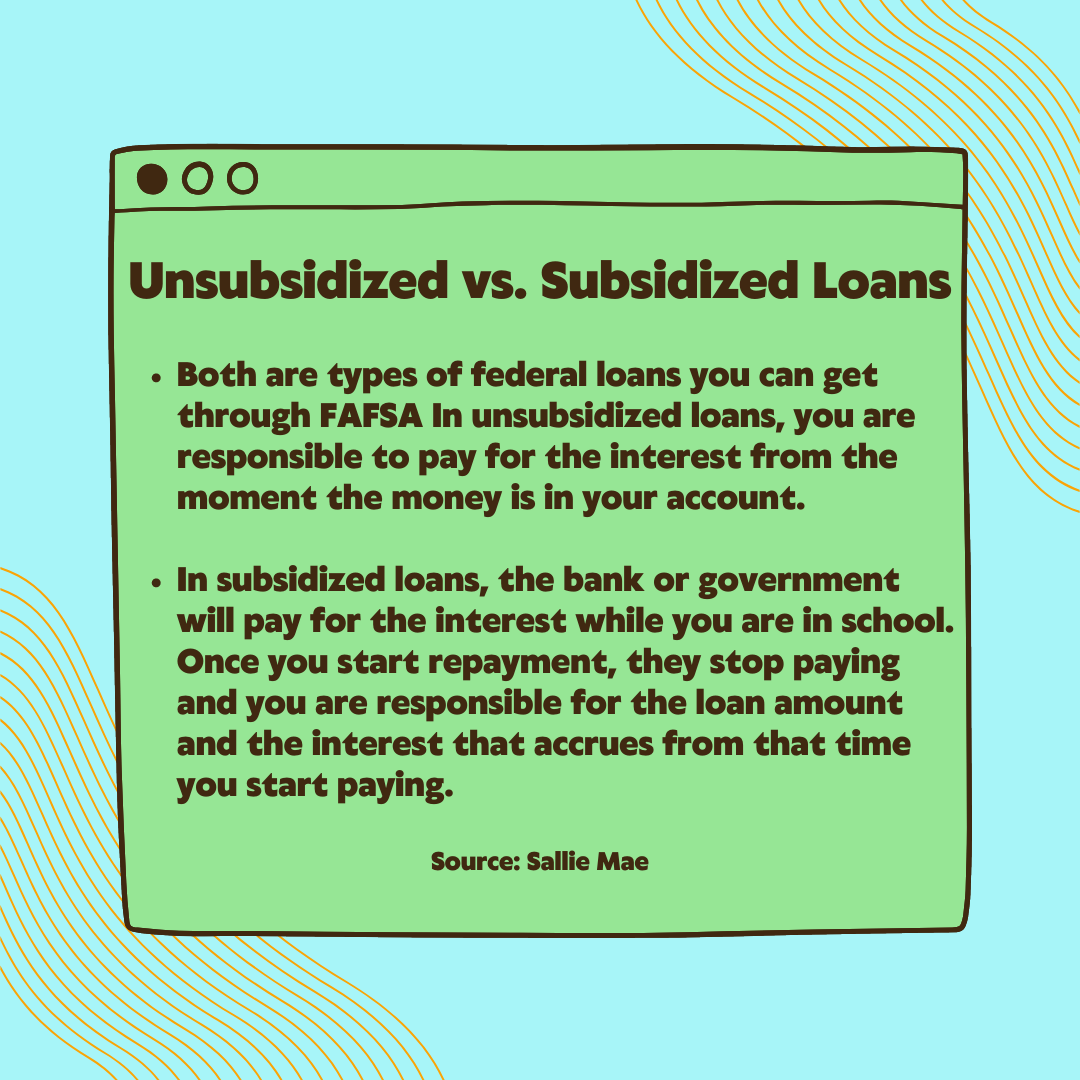 Unsubsidized vs. Subsidized Loans
• Both are types of federal loans you can get
through FAFSA In unsubsidized loans, you are
responsible to pay for the interest from the
moment the money is in your account.
• In subsidized loans, the bank or government
will pay for the interest while you are in school.
Once you start repayment, they stop paying
and you are responsible for the loan amount
and the interest that accrues from that time
you start paying.
Source: Sallie Mae